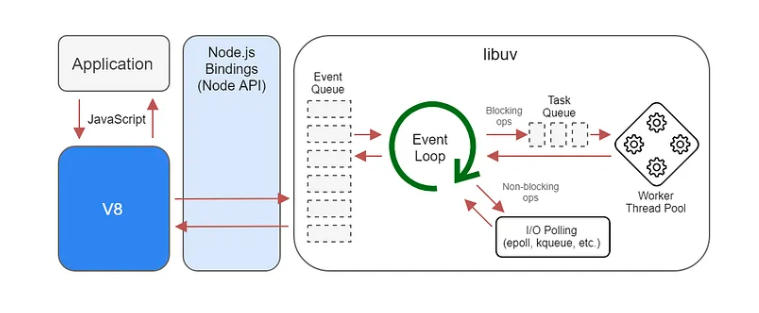 Application
JavaScript
V8
Node.js
Bindings
(Node API)
libuv
Event
Queue
Event
Loop
Blocking
ops
Task
Queue
Worker
Thread Pool
Non-blocking
ops
I/O Polling
(epoll, kqueue, etc.)